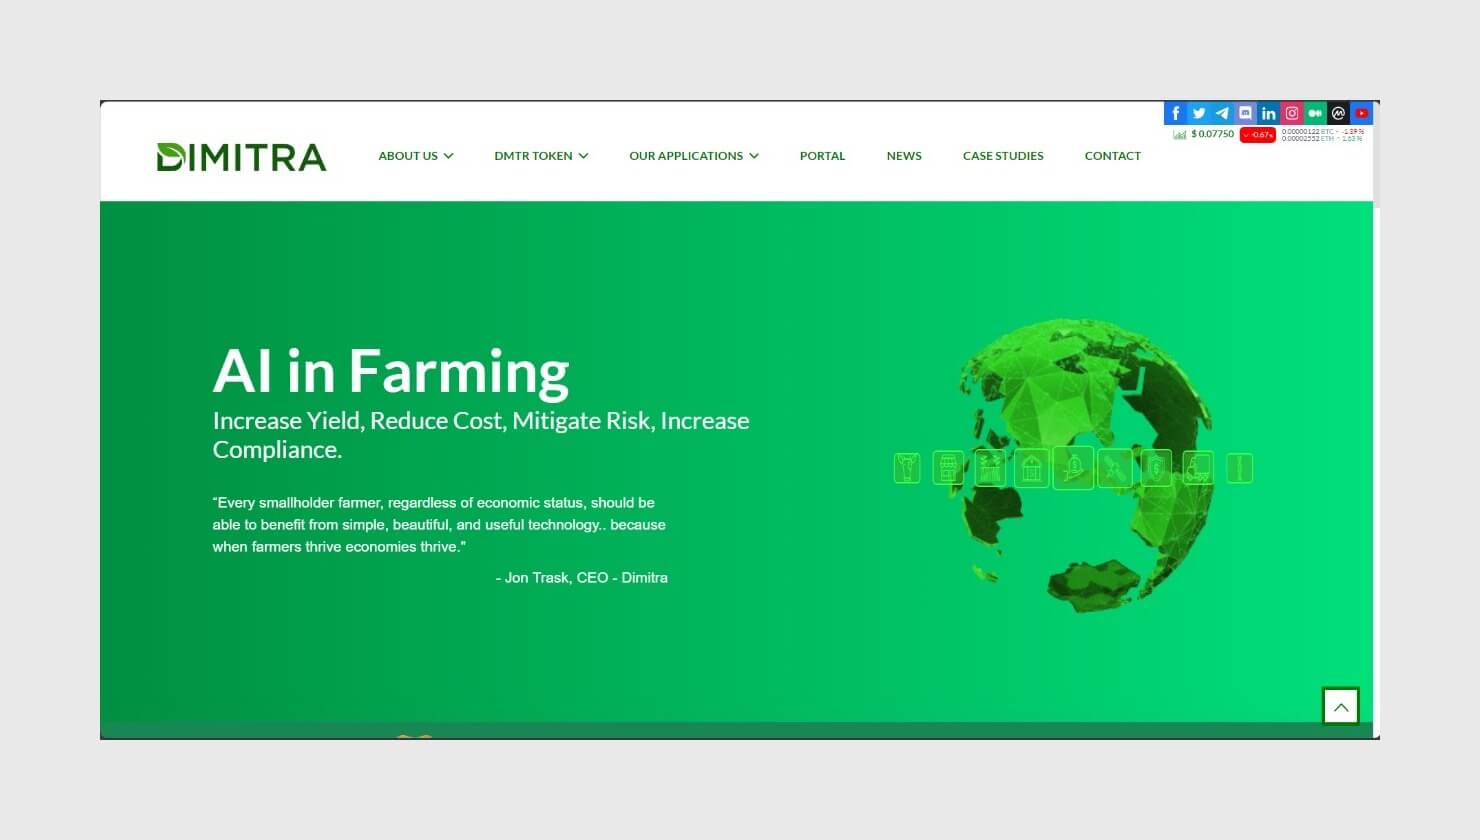 DIMITRA
ABOUT US
DMTR TOKEN
OUR APPLICATIONS
PORTAL
NEWS
CASE STUDIES
CONTACT
$ 0.07750
-0.67%
0.00000122 BTC - -1.39 %
0.00002552 ETH - 1.63 %
AI in Farming
Increase Yield, Reduce Cost, Mitigate Risk, Increase
Compliance.
“Every smallholder farmer, regardless of economic status, should be
able to benefit from simple, beautiful, and useful technology.. because
when farmers thrive economies thrive.”
- Jon Trask, CEO - Dimitra